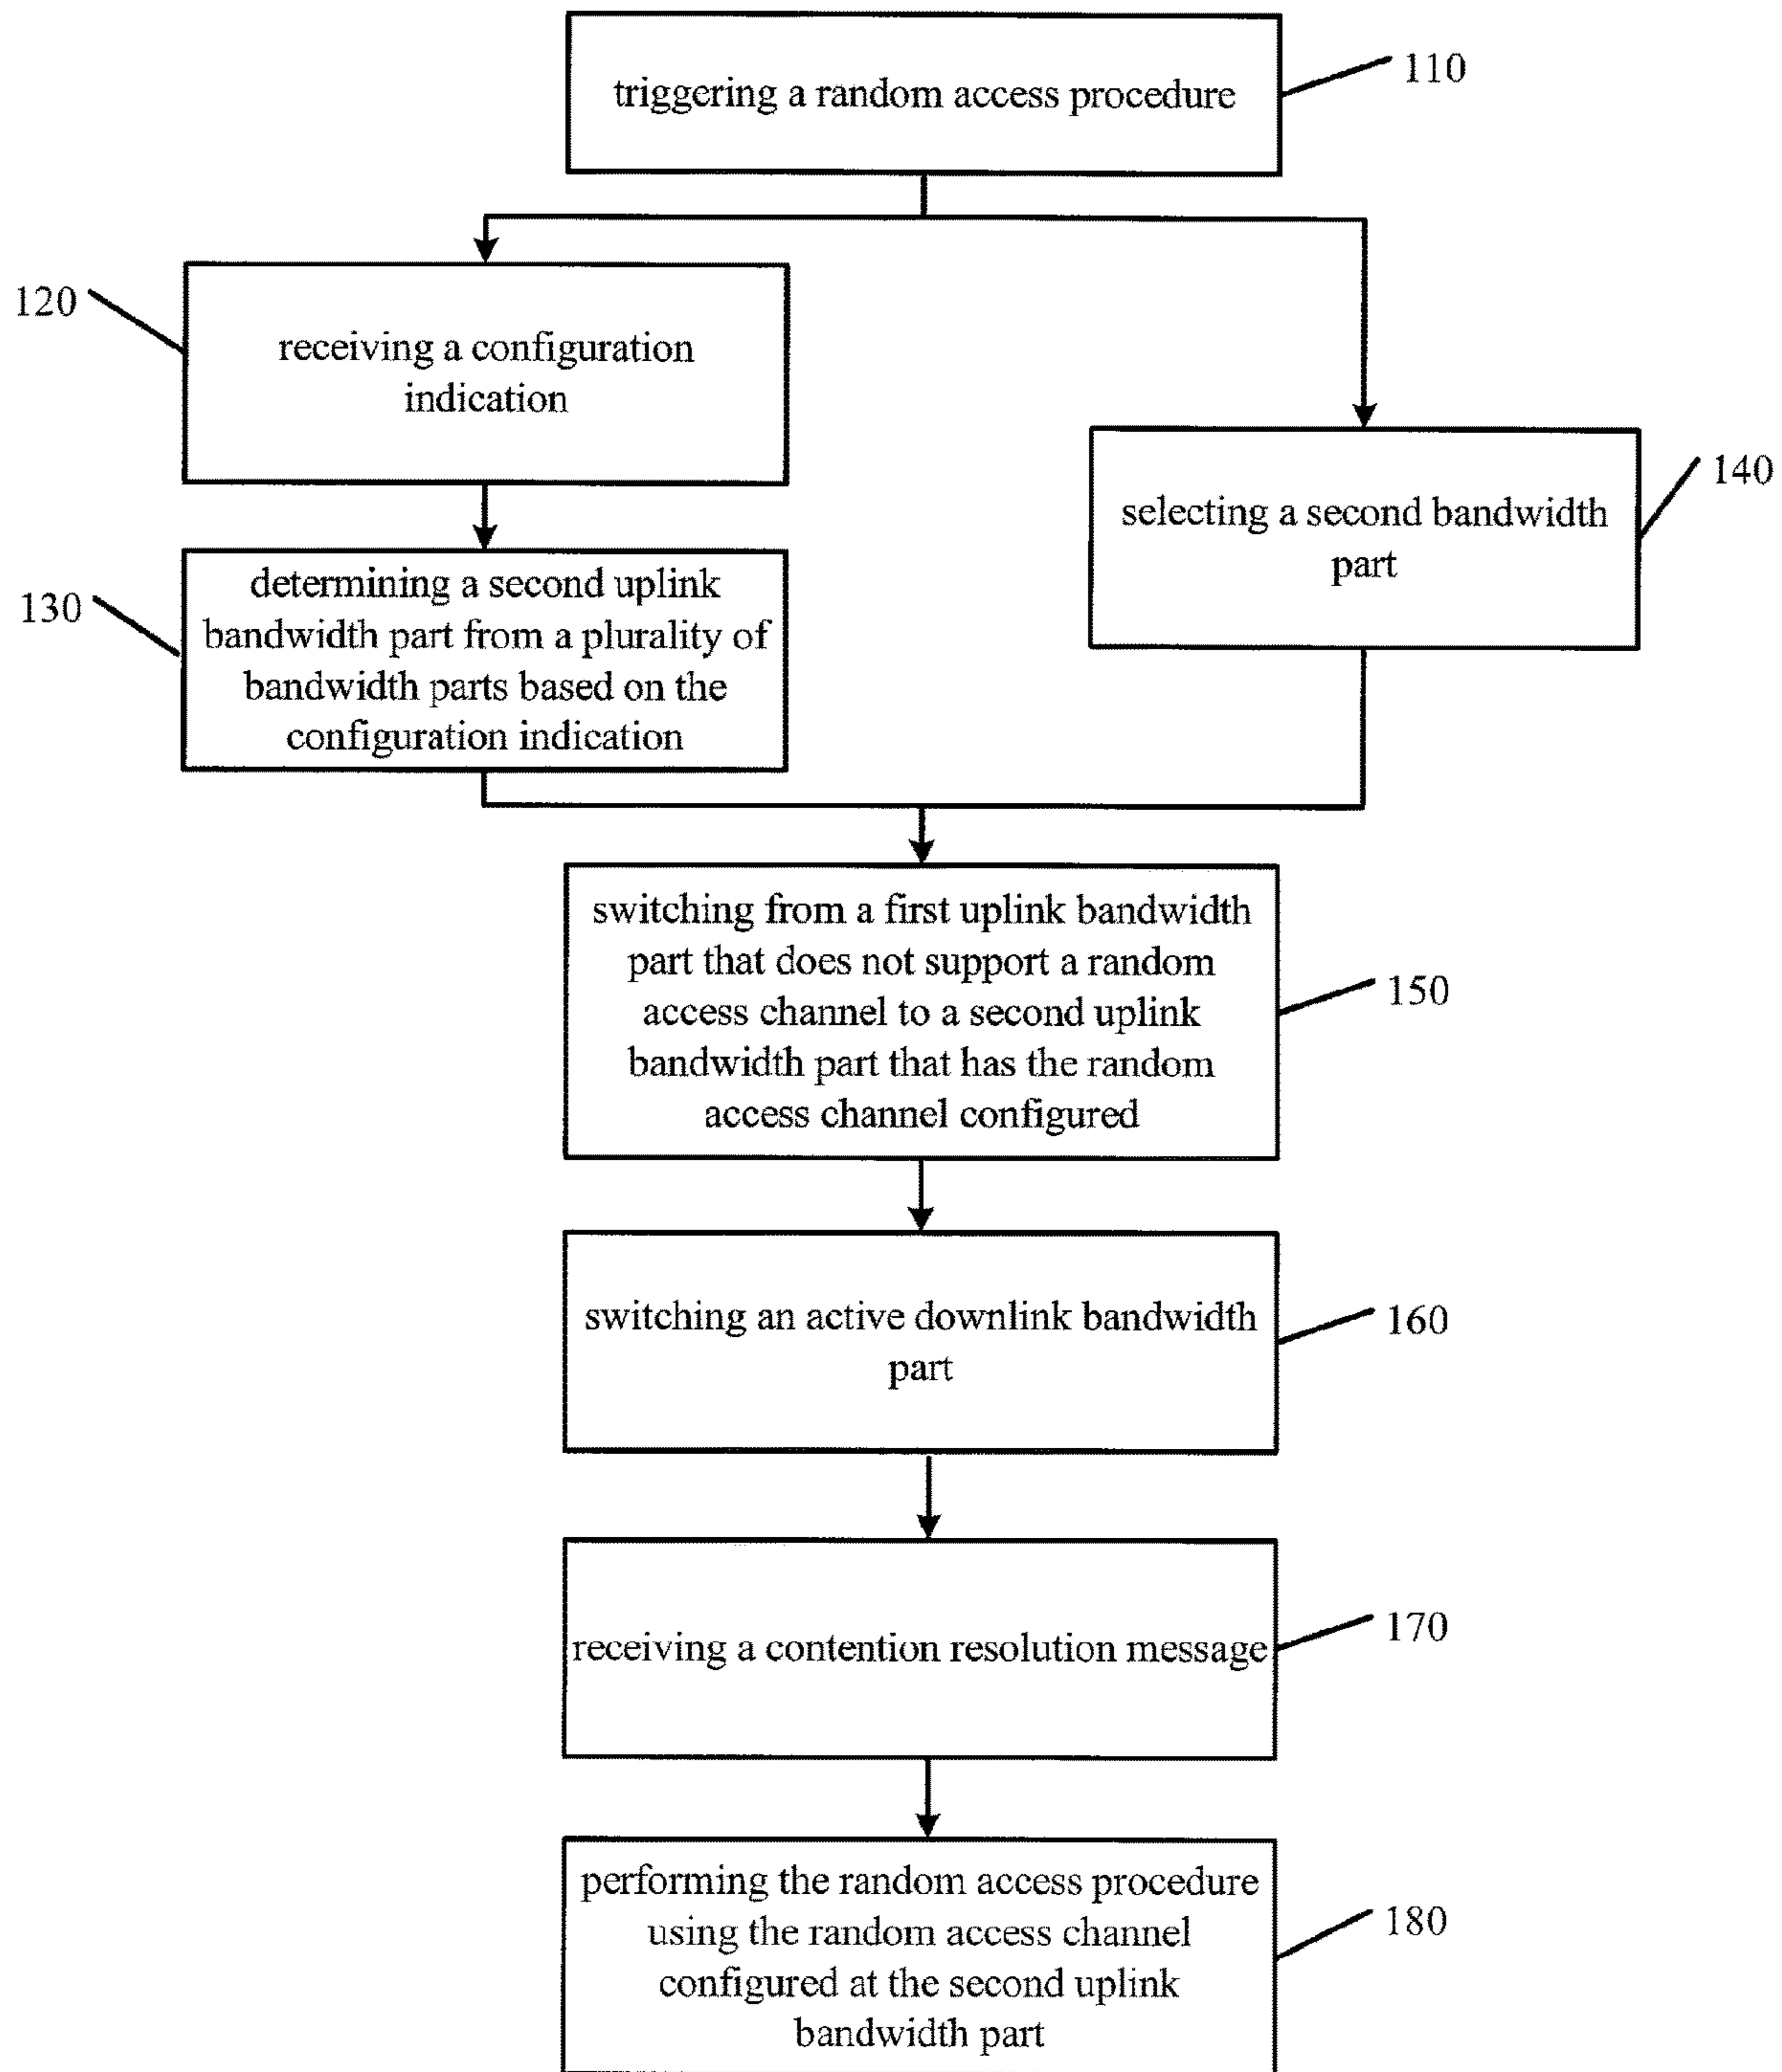 triggering a random access procedure
110
120
receiving a configuration
indication
140
selecting a second bandwidth
part
130
determining a second uplink
bandwidth part from a plurality of
bandwidth parts based on the
configuration indication
switching from a first uplink bandwidth
part that does not support a random
access channel to a second uplink
bandwidth part that has the random
access channel configured
150
switching an active downlink bandwidth
part
160
receiving a contention resolution message
170
performing the random access procedure
using the random access channel
configured at the second uplink
bandwidth part
180